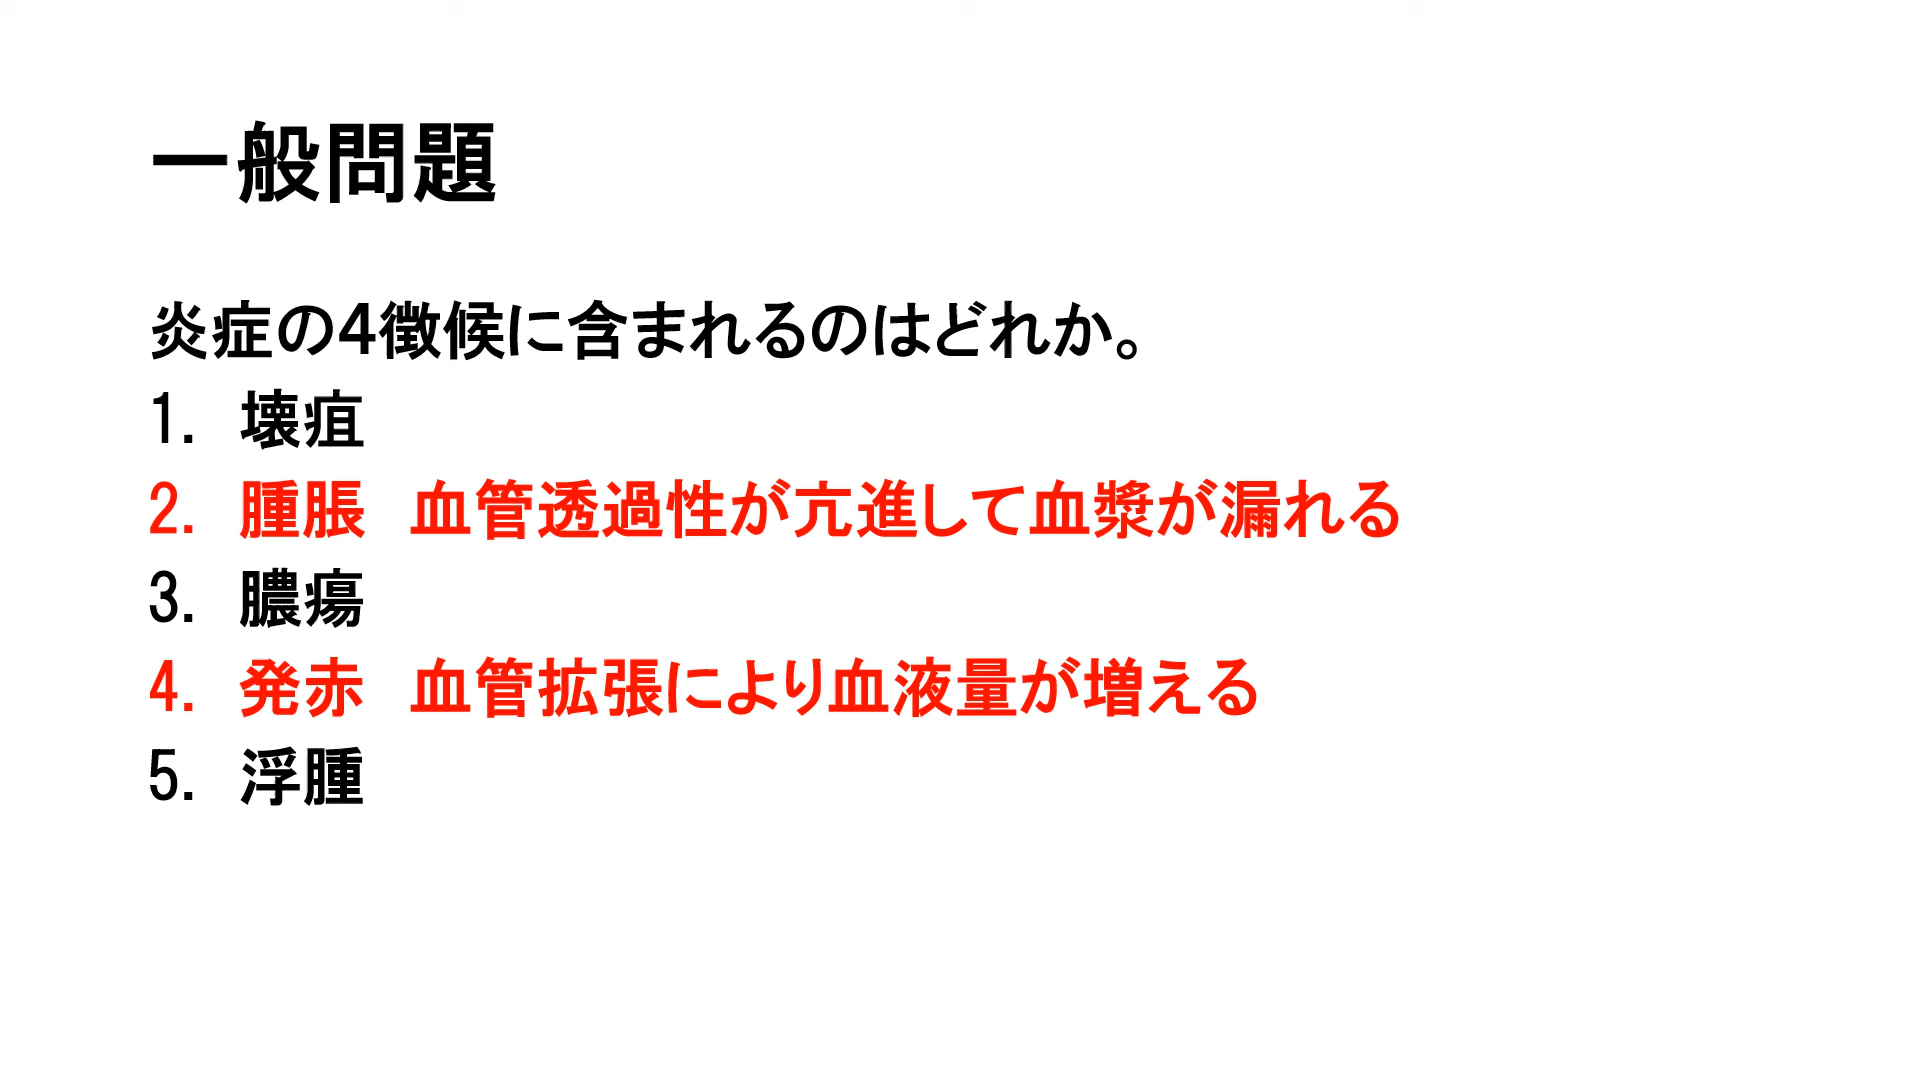 一般問題
炎症の4徴候に含まれるのはどれか。
1. 壊疽
2. 腫脹 血管透過性が亢進して血漿が漏れる
3. 膿瘍
4. 発赤 血管拡張により血液量が増える
5. 浮腫